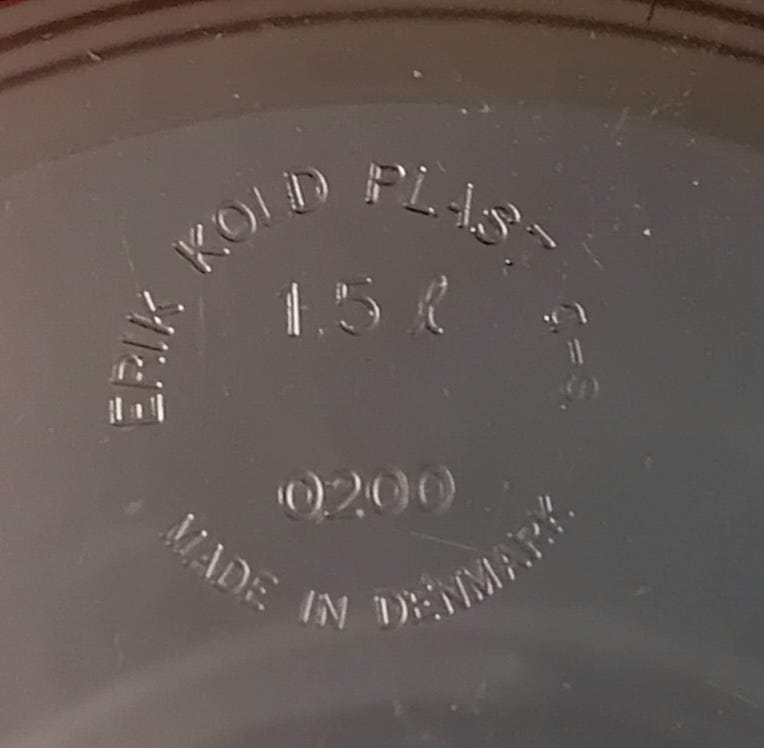 ERIK KOLD PLAST A-S
1.5 ℓ
0200
MADE IN DENMARK